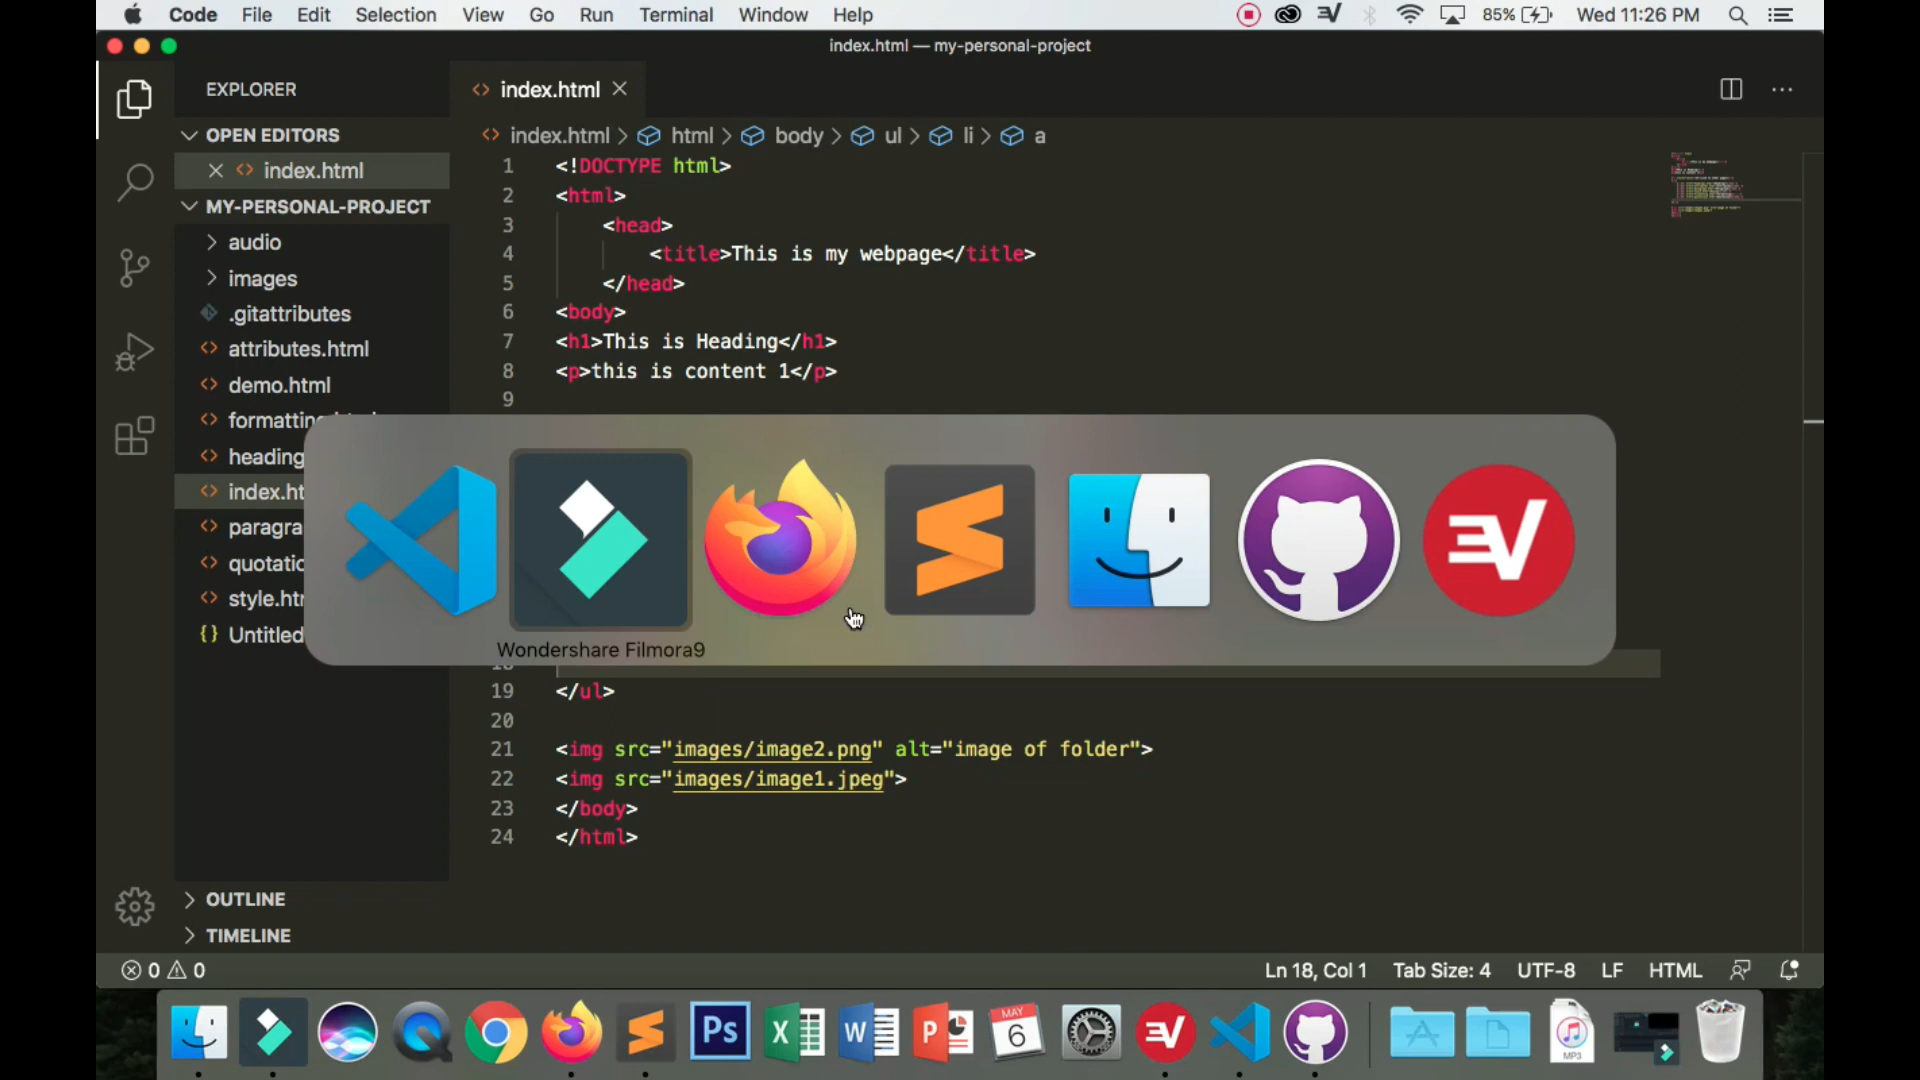 Code File Edit Selection View Go Run Terminal Window Help 85% Wed 11:26 PM
index.html — my-personal-project
EXPLORER
index.html
OPEN EDITORS
index.html
MY-PERSONAL-PROJECT
audio
images
.gitattributes
attributes.html
demo.html
heading
index.ht
paragra
quotatio
style.htm
Untitled
OUTLINE
TIMELINE
index.html > html > body > ul > li > a
1 <!DOCTYPE html>
2 <html>
3 <head>
4 <title>This is my webpage</title>
5 </head>
6 <body>
7 <h1>This is Heading</h1>
8 <p>this is content 1</p>
9
Wondershare Filmora9
19 </ul>
20
21 <img src="images/image2.png" alt="image of folder">
22 <img src="images/image1.jpeg">
23 </body>
24 </html>
0 0 Ln 18, Col 1 Tab Size: 4 UTF-8 LF HTML
Ps
X
W
P
MAY
6
MP3